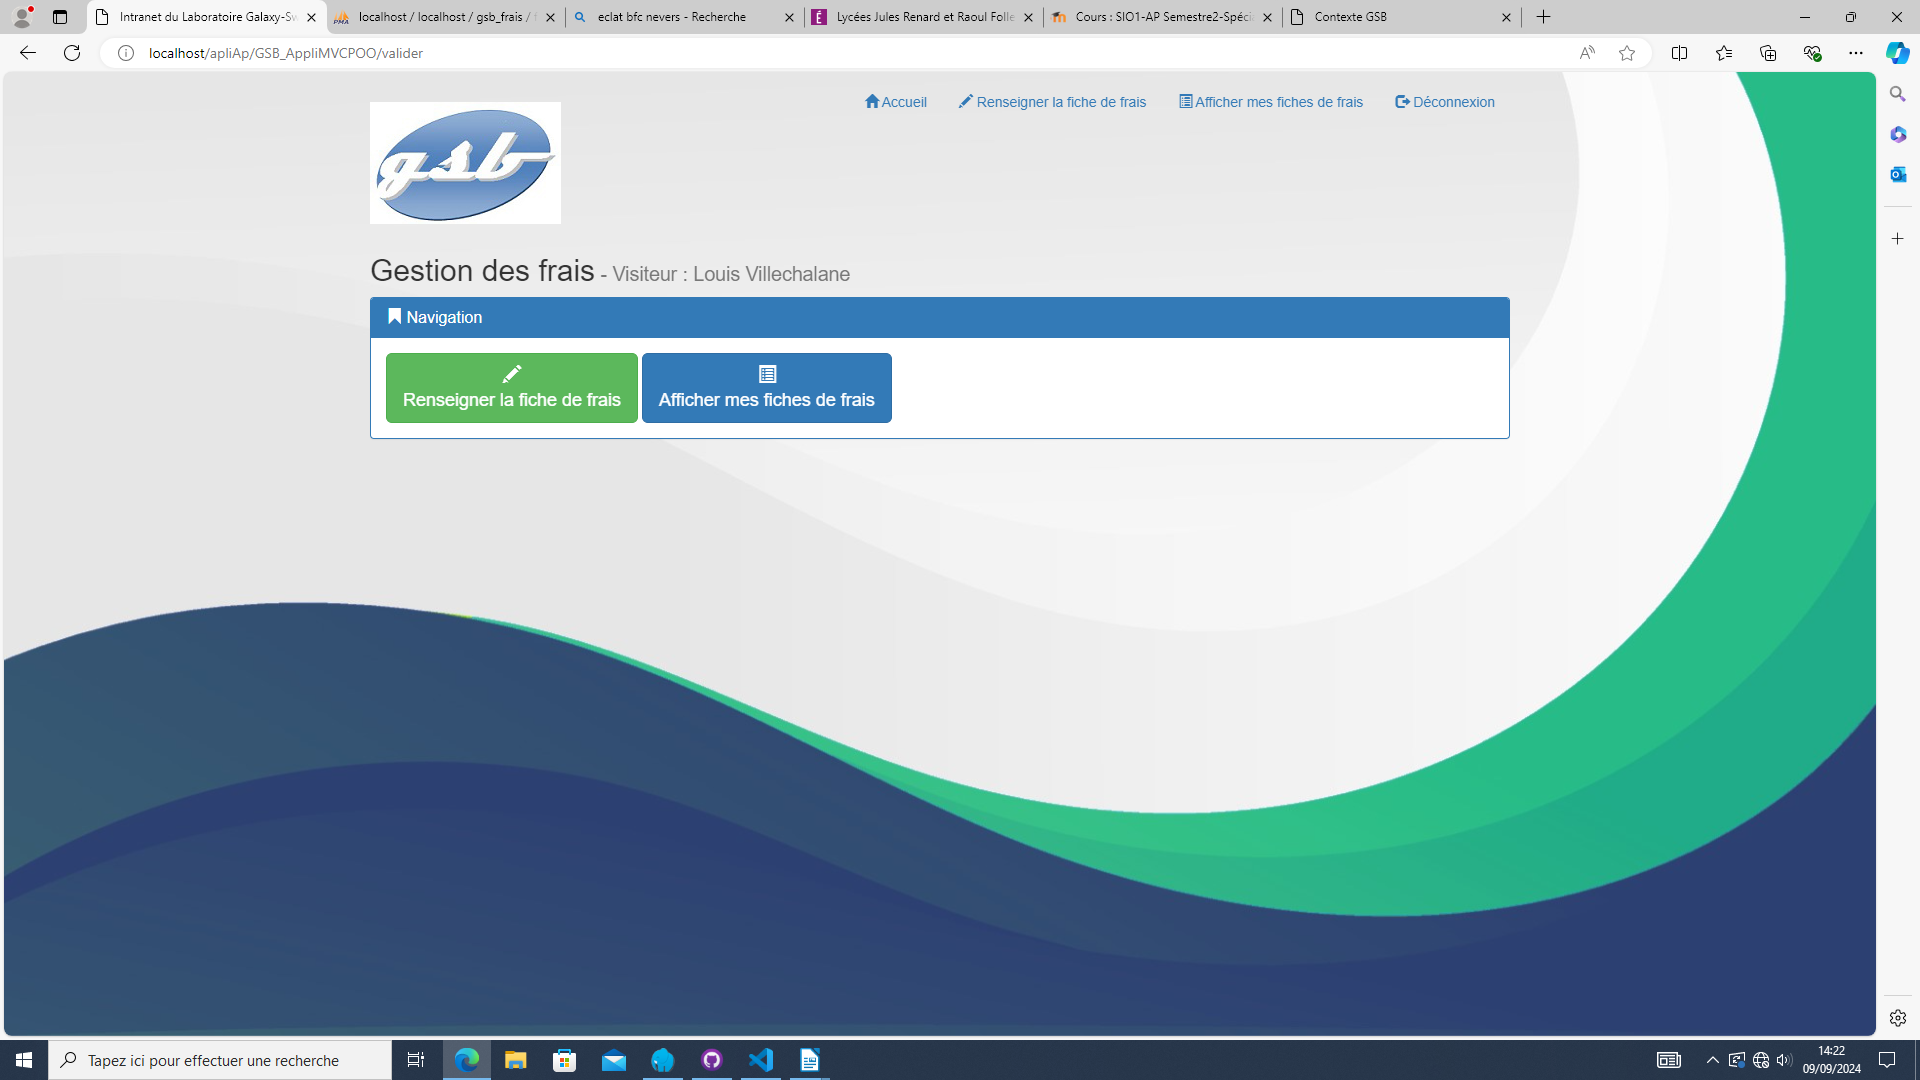 Intranet du Laboratoire Galaxy-Sw
localhost / localhost / gsb_frais / f
eclat bfc nevers - Recherche
Lycées Jules Renard et Raoul Folle
Cours : SIO1-AP Semestre2-Spécia
Contexte GSB
localhost/apliAp/GSB_AppliMVCPOO/valider
Accueil
Renseigner la fiche de frais
Afficher mes fiches de frais
Déconnexion
gsb
Gestion des frais - Visiteur : Louis Villechalane
Navigation
Renseigner la fiche de frais
Afficher mes fiches de frais
Tapez ici pour effectuer une recherche
14:22
09/09/2024